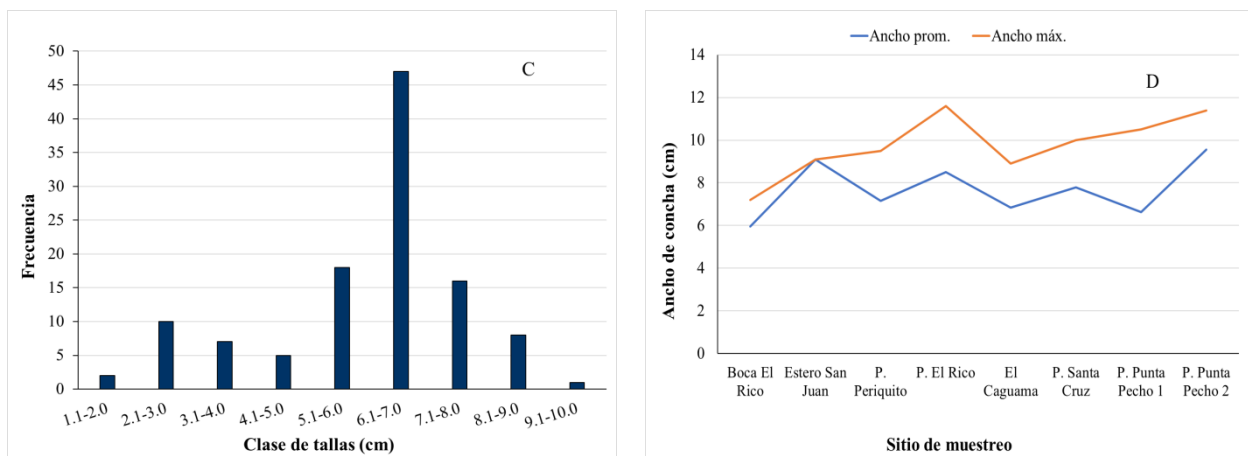 C
50
45
40
35
30
25
20
15
10
5
0
Frecuencia
1.1-2.0 2.1-3.0 3.1-4.0 4.1-5.0 5.1-6.0 6.1-7.0 7.1-8.0 8.1-9.0 9.1-10.0
Clase de tallas (cm)
Ancho prom. Ancho máx.
D
14
12
10
8
6
4
2
0
Ancho de concha (cm)
Boca El Estero San P. P. El Rico El P. Santa P. Punta P. Punta
Rico Juan Periquito Caguama Cruz Pecho 1 Pecho 2
Sitio de muestreo